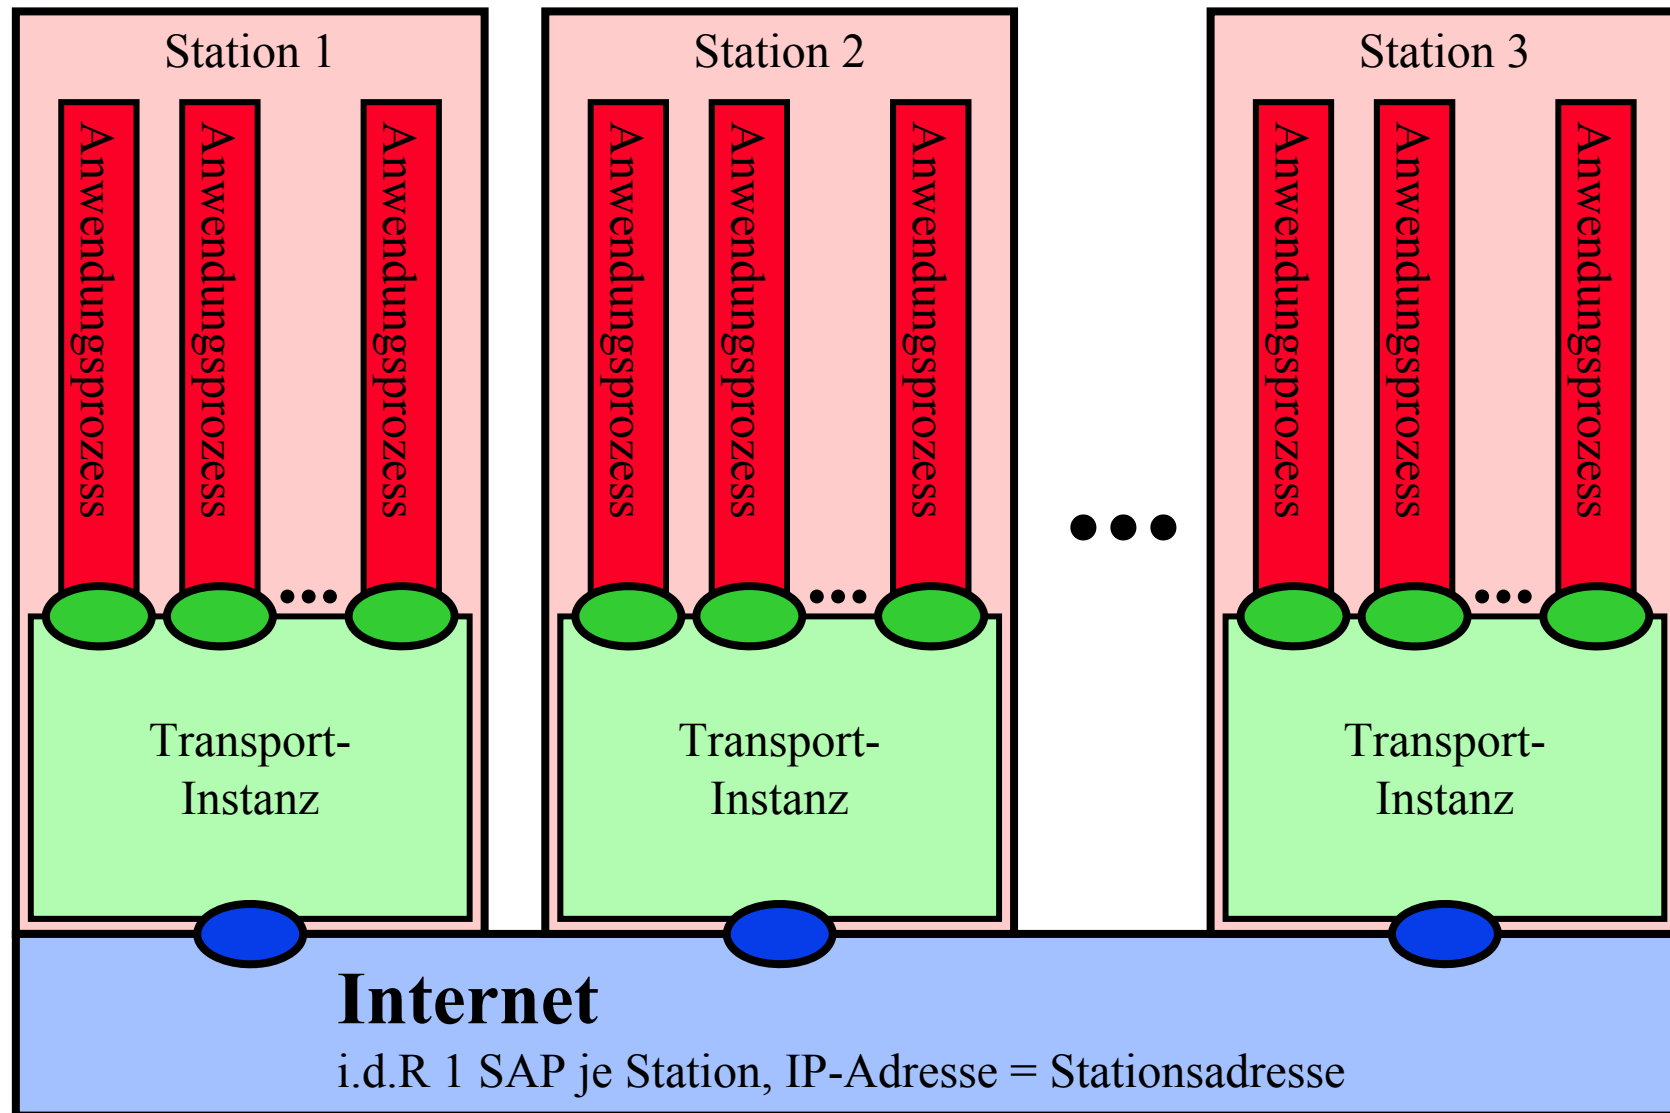 Station 1
Anwendungsprozess
Anwendungsprozess
Anwendungsprozess
Transport-
Instanz
Station 2
Anwendungsprozess
Anwendungsprozess
Anwendungsprozess
Transport-
Instanz
Station 3
Anwendungsprozess
Anwendungsprozess
Anwendungsprozess
Transport-
Instanz
Internet
i.d.R 1 SAP je Station, IP-Adresse = Stationsadresse